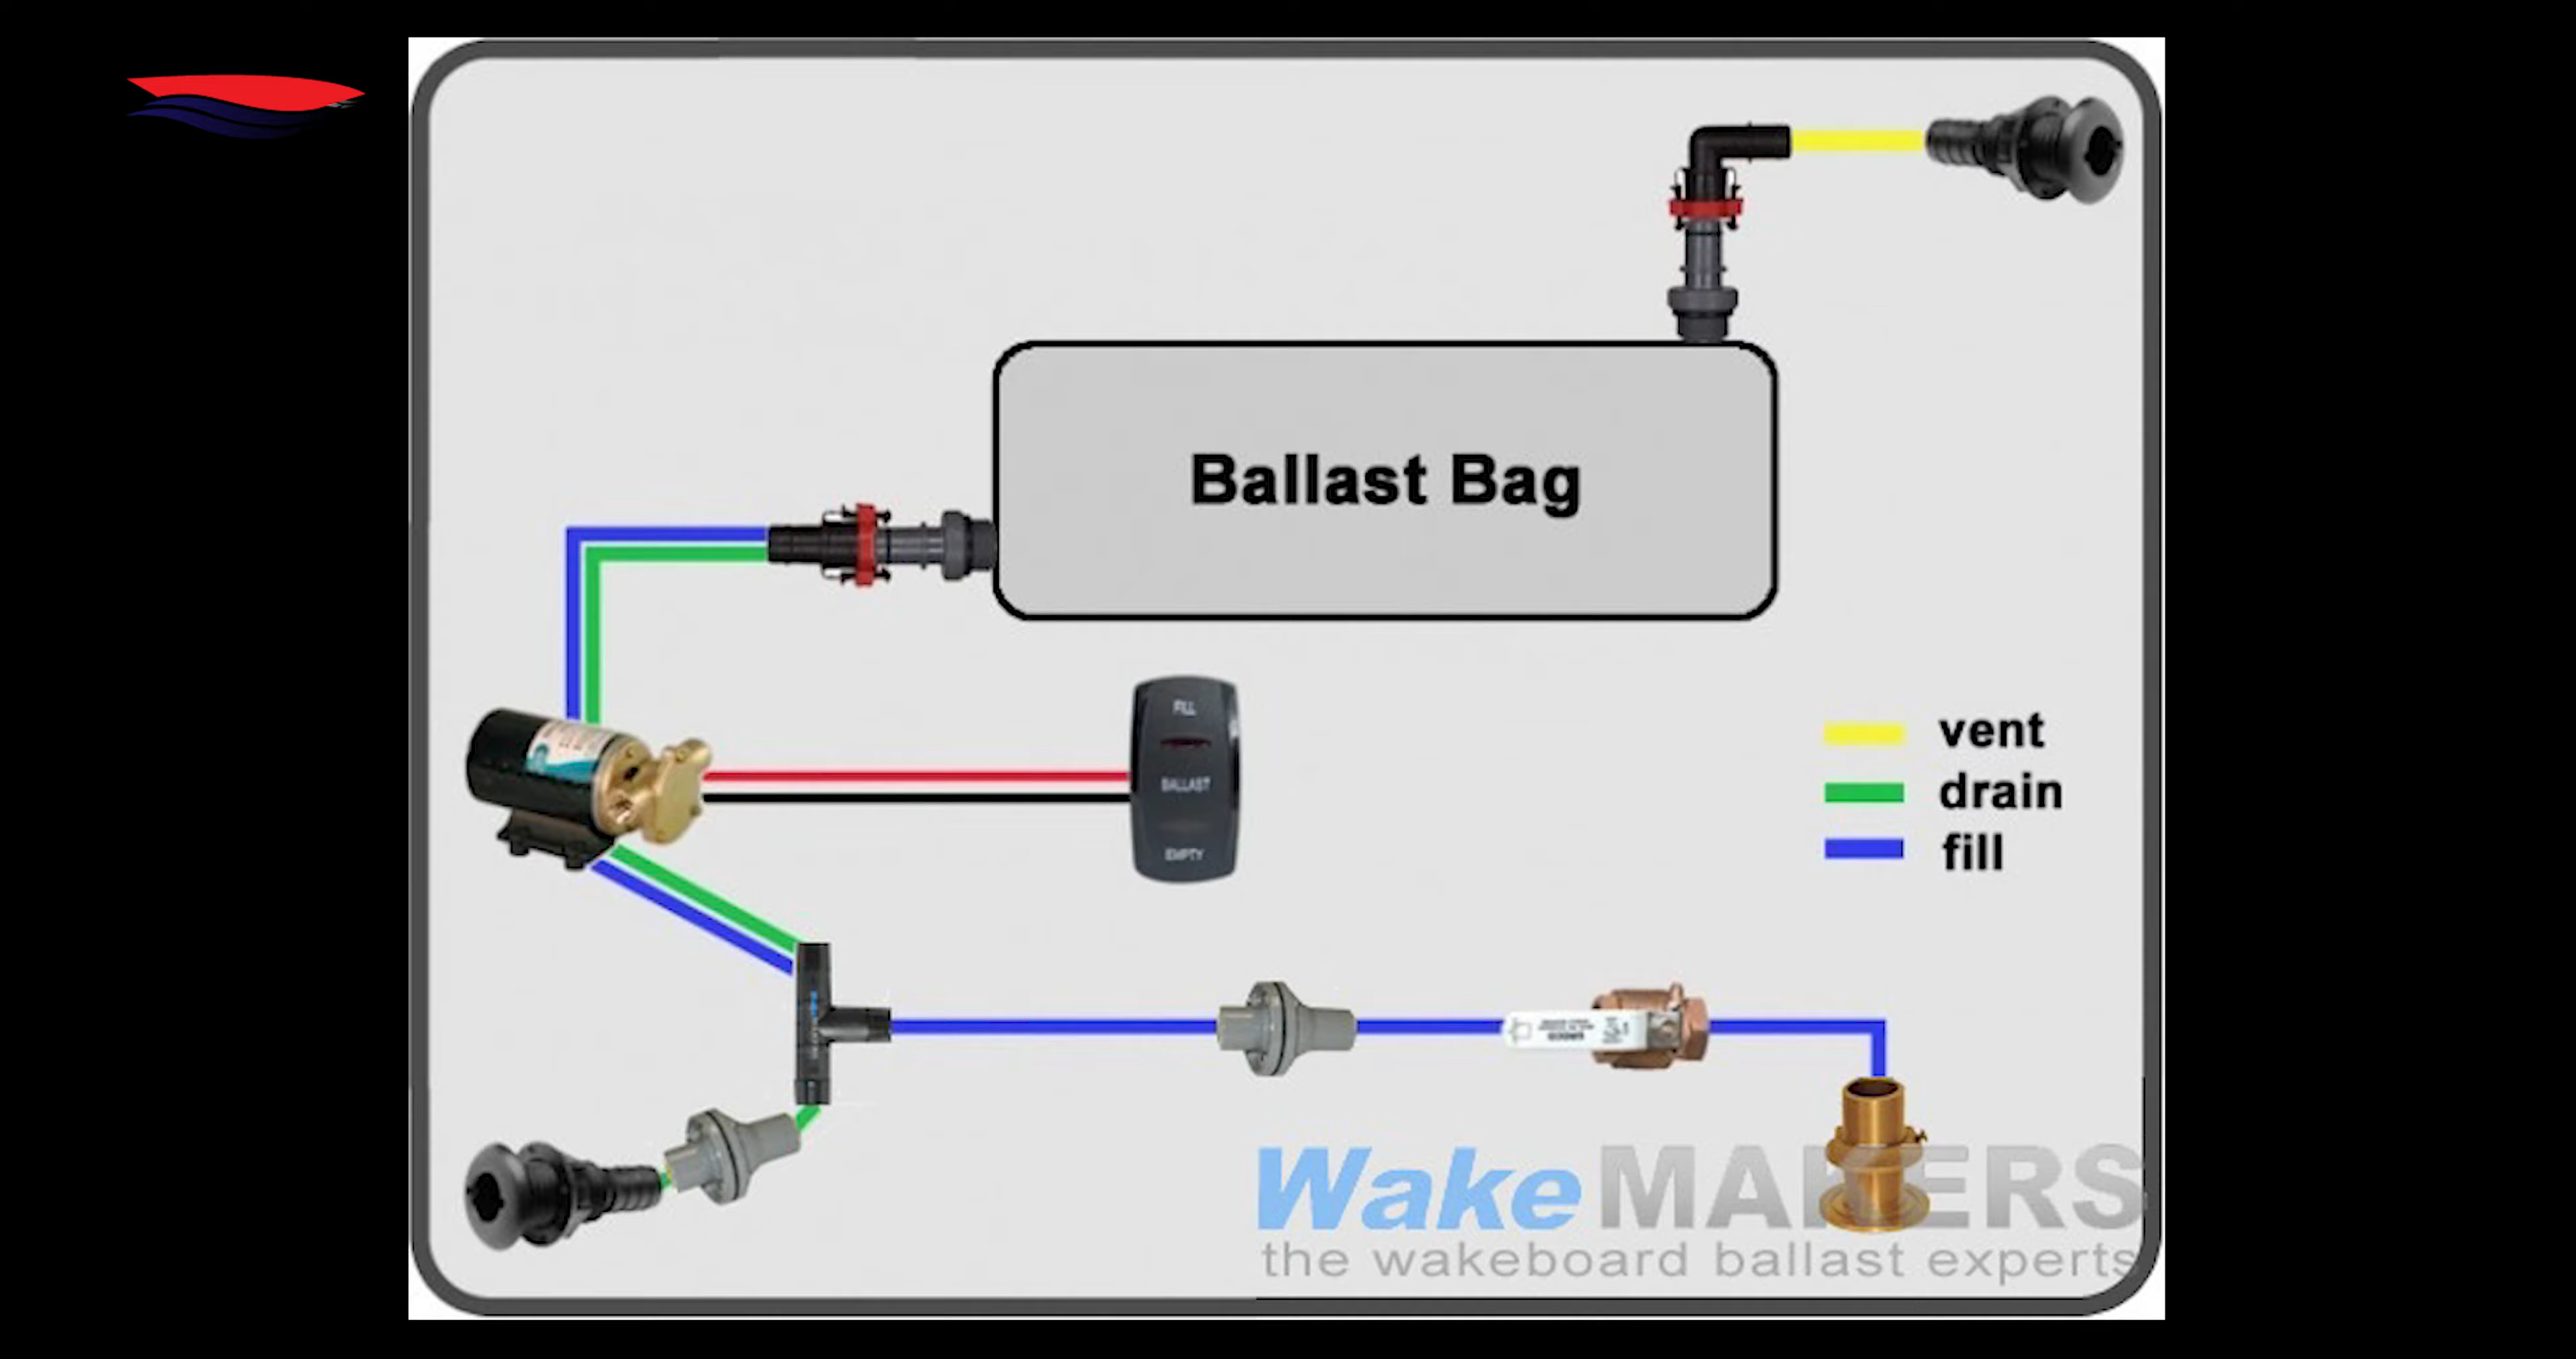 Ballast Bag
FILL
BALLAST
EMPTY
vent
drain
fill
WakeMAKERS
the wakeboard ballast experts